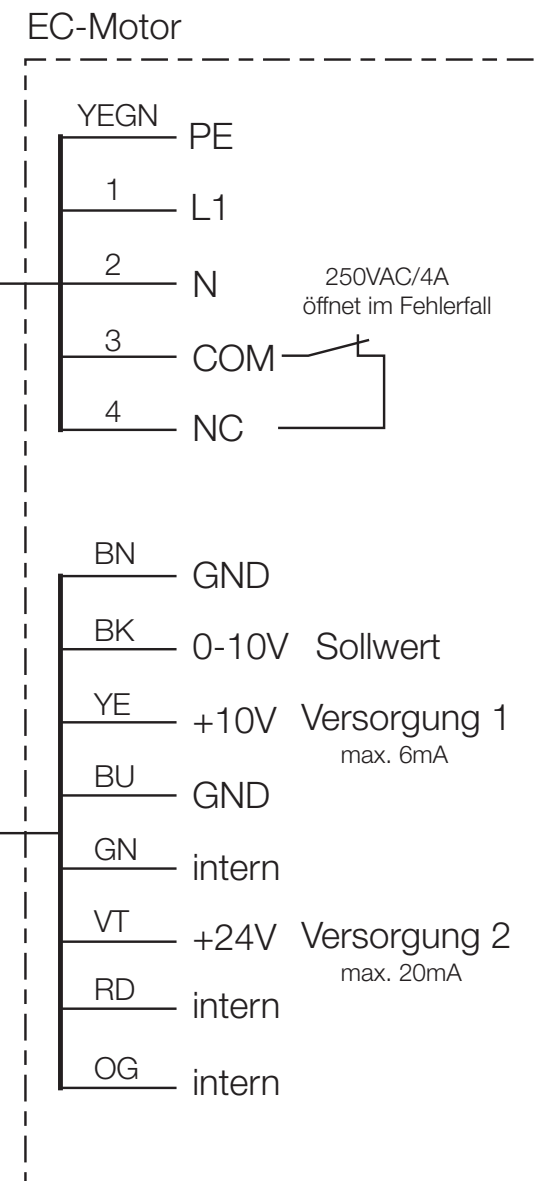 EC-Motor
YEGN PE
1 L1
2 N
250VAC/4A
öffnet im Fehlerfall
3 COM
4 NC
BN GND
BK 0-10V Sollwert
YE +10V Versorgung 1
max. 6mA
BU GND
GN intern
VT +24V Versorgung 2
max. 20mA
RD intern
OG intern